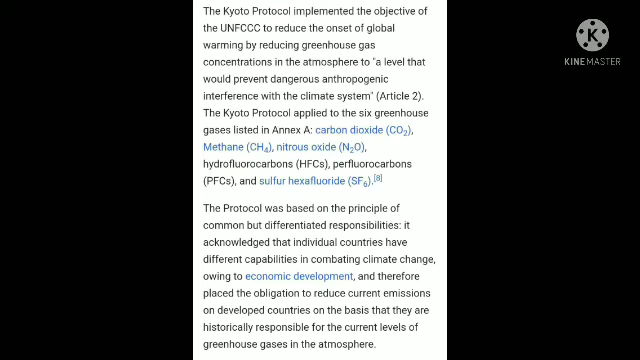 The Kyoto Protocol implemented the objective of
the UNFCCC to reduce the onset of global
warming by reducing greenhouse gas
concentrations in the atmosphere to "a level that
would prevent dangerous anthropogenic
interference with the climate system" (Article 2).
The Kyoto Protocol applied to the six greenhouse
gases listed in Annex A: carbon dioxide (CO₂),
Methane (CH₄), nitrous oxide (N₂O),
hydrofluorocarbons (HFCs), perfluorocarbons
(PFCs), and sulfur hexafluoride (SF₆).[8]
The Protocol was based on the principle of
common but differentiated responsibilities: it
acknowledged that individual countries have
different capabilities in combating climate change,
owing to economic development, and therefore
placed the obligation to reduce current emissions
on developed countries on the basis that they are
historically responsible for the current levels of
greenhouse gases in the atmosphere.
K
KINEMASTER